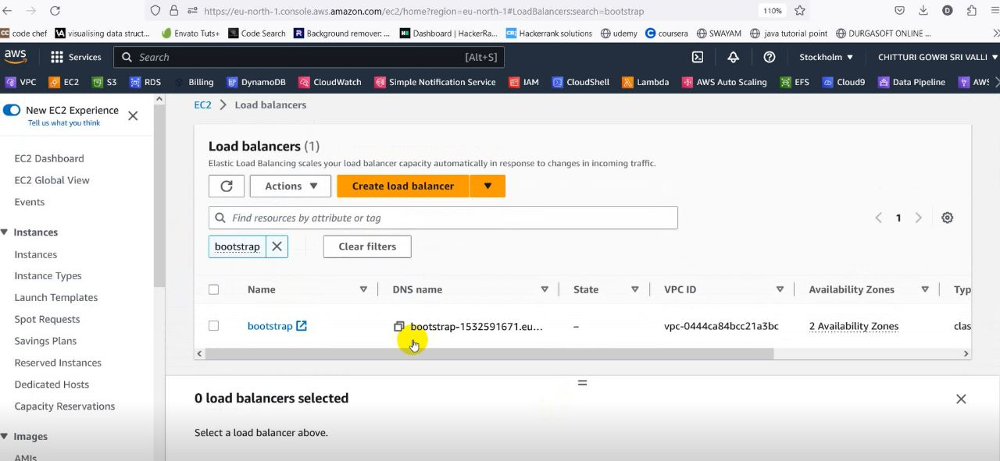 https://eu-north-1.console.aws.amazon.com/ec2/home?region=eu-north-1#LoadBalancers:search=bootstrap 110% D
CC code chef VA visualising data struct... Envato Tuts+ Code Search R Background remover: ... Dashboard | HackerRa... Hackerrank solutions udemy C coursera SWAYAM java tutorial point DURGASOFT ONLINE ...
aws Services Search [Alt+S] Stockholm ▼ CHITTURI GOWRI SRI VALLI ▼
VPC EC2 S3 RDS Billing DynamoDB CloudWatch Simple Notification Service IAM CloudShell Lambda AWS Auto Scaling EFS Cloud9 Data Pipeline AWS
New EC2 Experience
Tell us what you think
EC2 Dashboard
EC2 Global View
Events
Instances
Instances
Instance Types
Launch Templates
Spot Requests
Savings Plans
Reserved Instances
Dedicated Hosts
Capacity Reservations
Images
AMIs
EC2 > Load balancers
Load balancers (1)
Elastic Load Balancing scales your load balancer capacity automatically in response to changes in incoming traffic.
Actions ▼ Create load balancer ▼
Find resources by attribute or tag < 1 >
bootstrap Clear filters
Name DNS name State VPC ID Availability Zones Typ
bootstrap bootstrap-1532591671.eu... – vpc-0444ca84bcc21a3bc 2 Availability Zones clas
0 load balancers selected
Select a load balancer above.